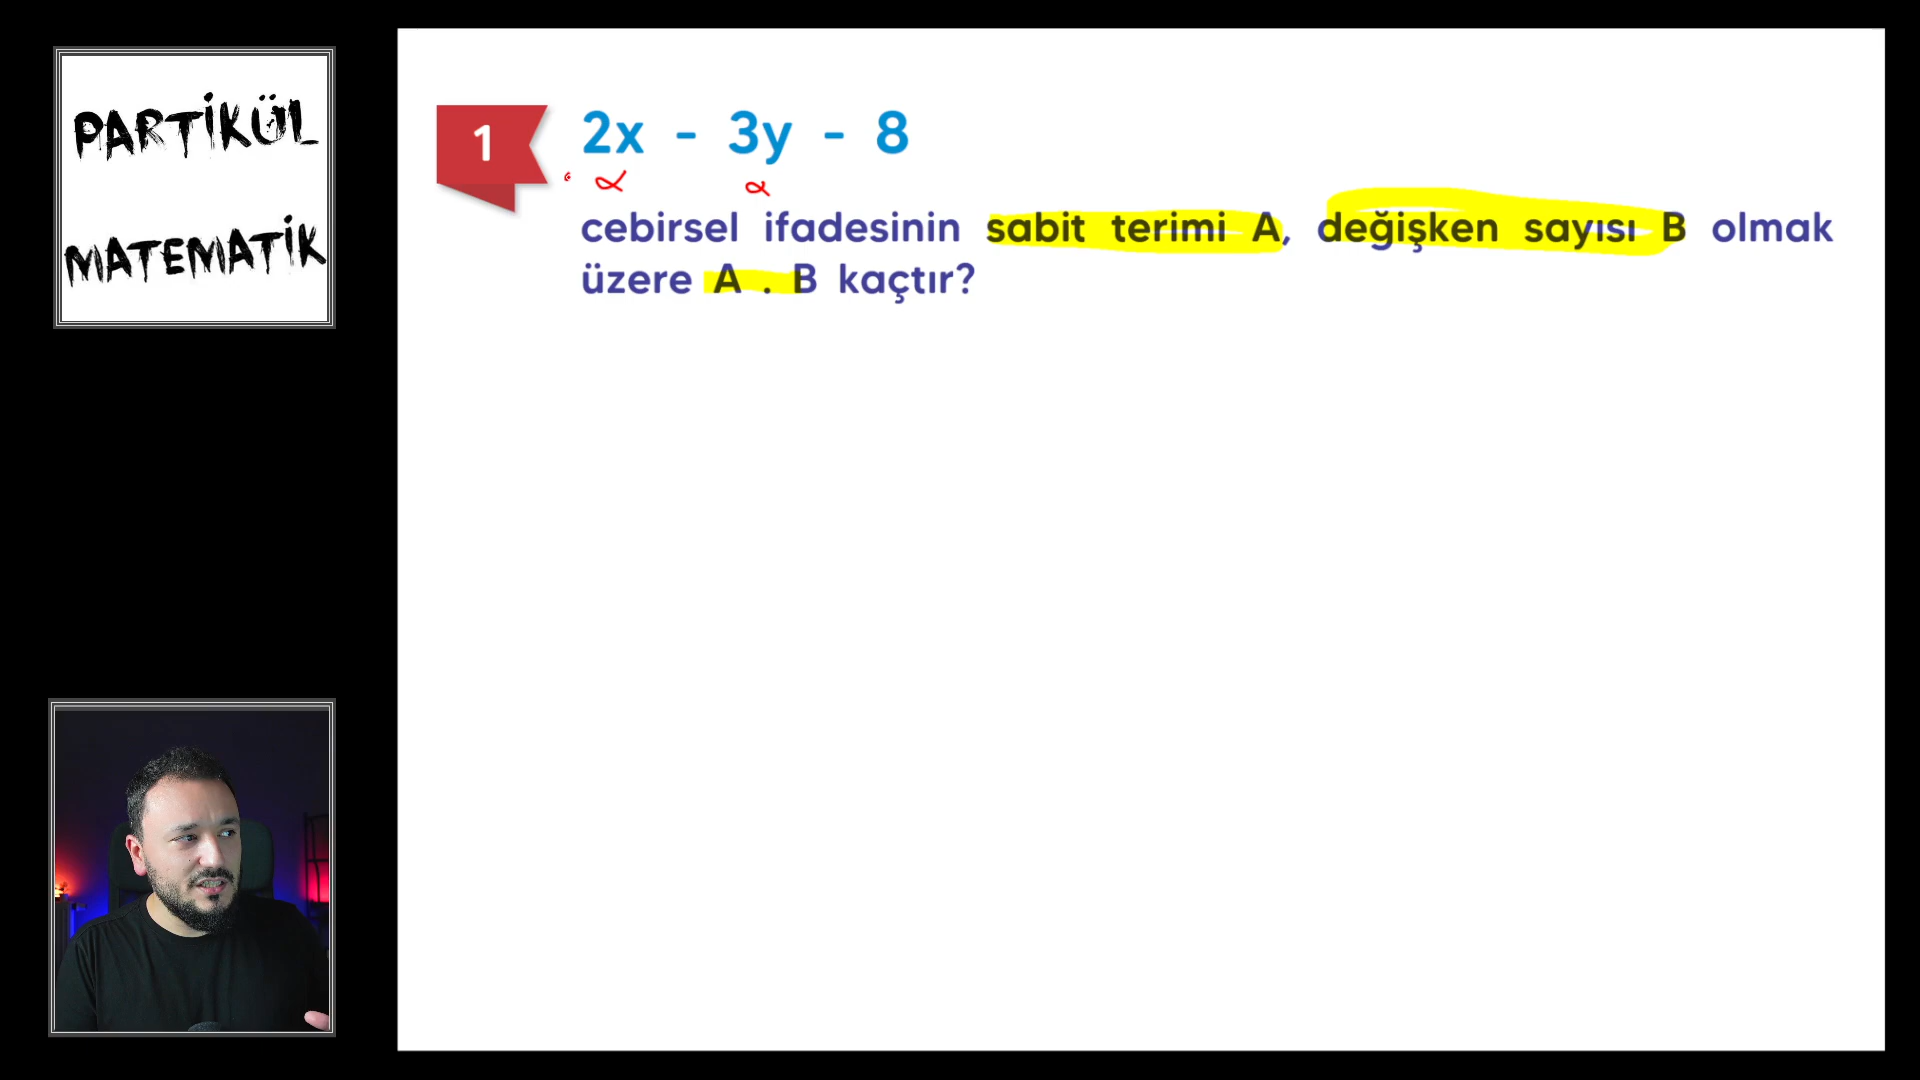 PARTİKÜL
MATEMATİK
1
2x - 3y - 8
α α
cebirsel ifadesinin sabit terimi A, değişken sayısı B olmak
üzere A . B kaçtır?